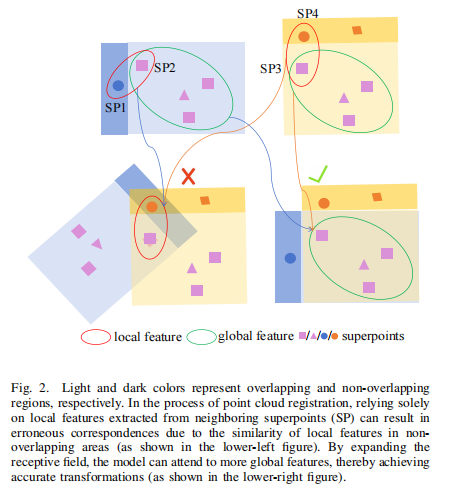 SP4
SP2
SP3
SP1
local feature
global feature
/ / / superpoints
Fig. 2. Light and dark colors represent overlapping and non-overlapping
regions, respectively. In the process of point cloud registration, relying solely
on local features extracted from neighboring superpoints (SP) can result in
erroneous correspondences due to the similarity of local features in non-
overlapping areas (as shown in the lower-left figure). By expanding the
receptive field, the model can attend to more global features, thereby achieving
accurate transformations (as shown in the lower-right figure).